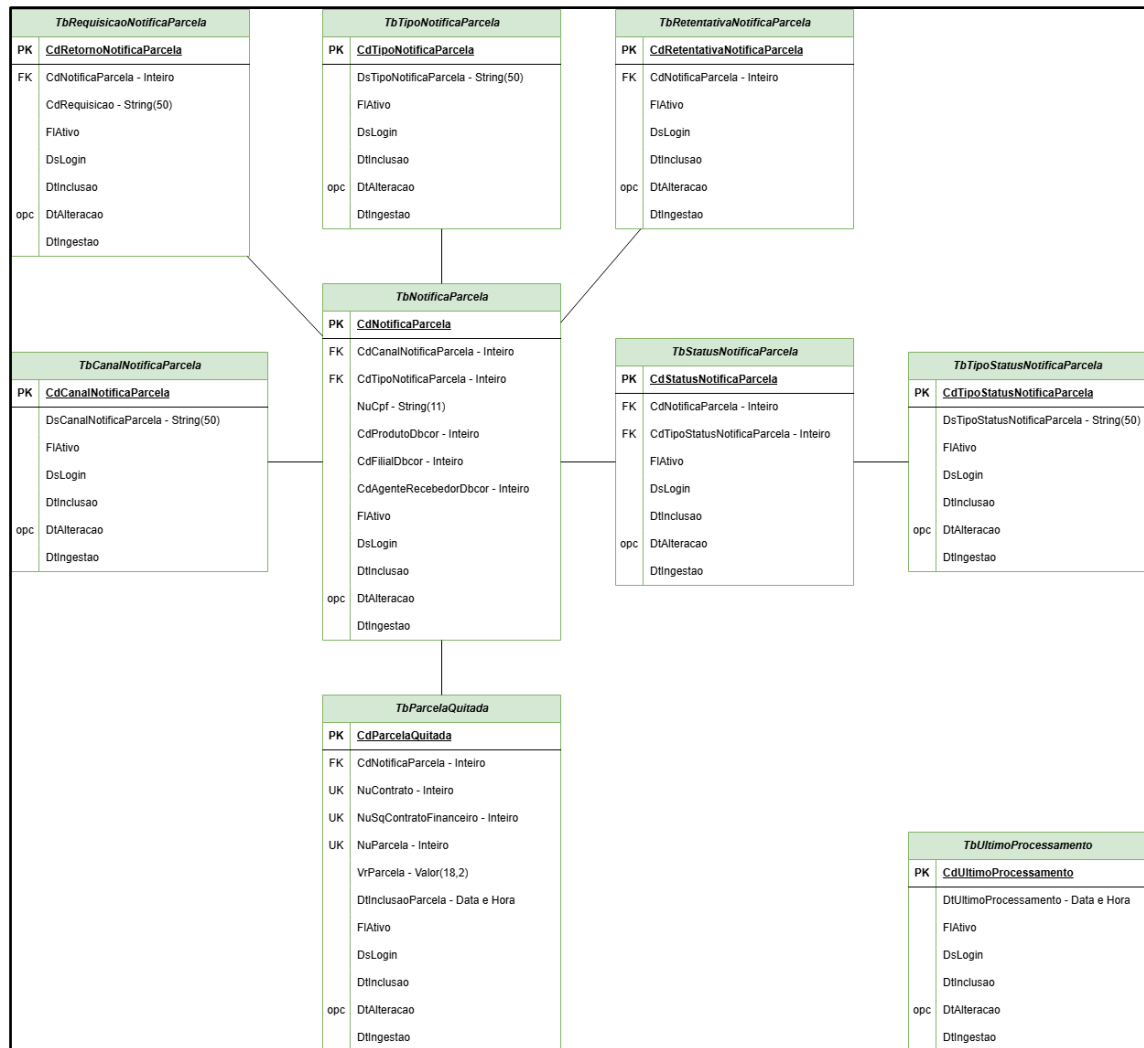 TbRequisicaoNotificaParcela
PK CdRetornoNotificaParcela
FK CdNotificaParcela - Inteiro
CdRequisicao - String(50)
FlAtivo
DsLogin
DtInclusao
opc DtAlteracao
DtIngestao
TbTipoNotificaParcela
PK CdTipoNotificaParcela
DsTipoNotificaParcela - String(50)
FlAtivo
DsLogin
DtInclusao
opc DtAlteracao
DtIngestao
TbRetentativaNotificaParcela
PK CdRetentativaNotificaParcela
FK CdNotificaParcela - Inteiro
FlAtivo
DsLogin
DtInclusao
opc DtAlteracao
DtIngestao
TbCanalNotificaParcela
PK CdCanalNotificaParcela
DsCanalNotificaParcela - String(50)
FlAtivo
DsLogin
DtInclusao
opc DtAlteracao
DtIngestao
TbNotificaParcela
PK CdNotificaParcela
FK CdCanalNotificaParcela - Inteiro
FK CdTipoNotificaParcela - Inteiro
NuCpf - String(11)
CdProdutoDbcor - Inteiro
CdFilialDbcor - Inteiro
CdAgenteRecebedorDbcor - Inteiro
FlAtivo
DsLogin
DtInclusao
opc DtAlteracao
DtIngestao
TbStatusNotificaParcela
PK CdStatusNotificaParcela
FK CdNotificaParcela - Inteiro
FK CdTipoStatusNotificaParcela - Inteiro
FlAtivo
DsLogin
DtInclusao
opc DtAlteracao
DtIngestao
TbTipoStatusNotificaParcela
PK CdTipoStatusNotificaParcela
DsTipoStatusNotificaParcela - String(50)
FlAtivo
DsLogin
DtInclusao
opc DtAlteracao
DtIngestao
TbParcelaQuitada
PK CdParcelaQuitada
FK CdNotificaParcela - Inteiro
UK NuContrato - Inteiro
UK NuSqContratoFinanceiro - Inteiro
UK NuParcela - Inteiro
VrParcela - Valor(18,2)
DtInclusaoParcela - Data e Hora
FlAtivo
DsLogin
DtInclusao
opc DtAlteracao
DtIngestao
TbUltimoProcessamento
PK CdUltimoProcessamento
DtUltimoProcessamento - Data e Hora
FlAtivo
DsLogin
DtInclusao
opc DtAlteracao
DtIngestao